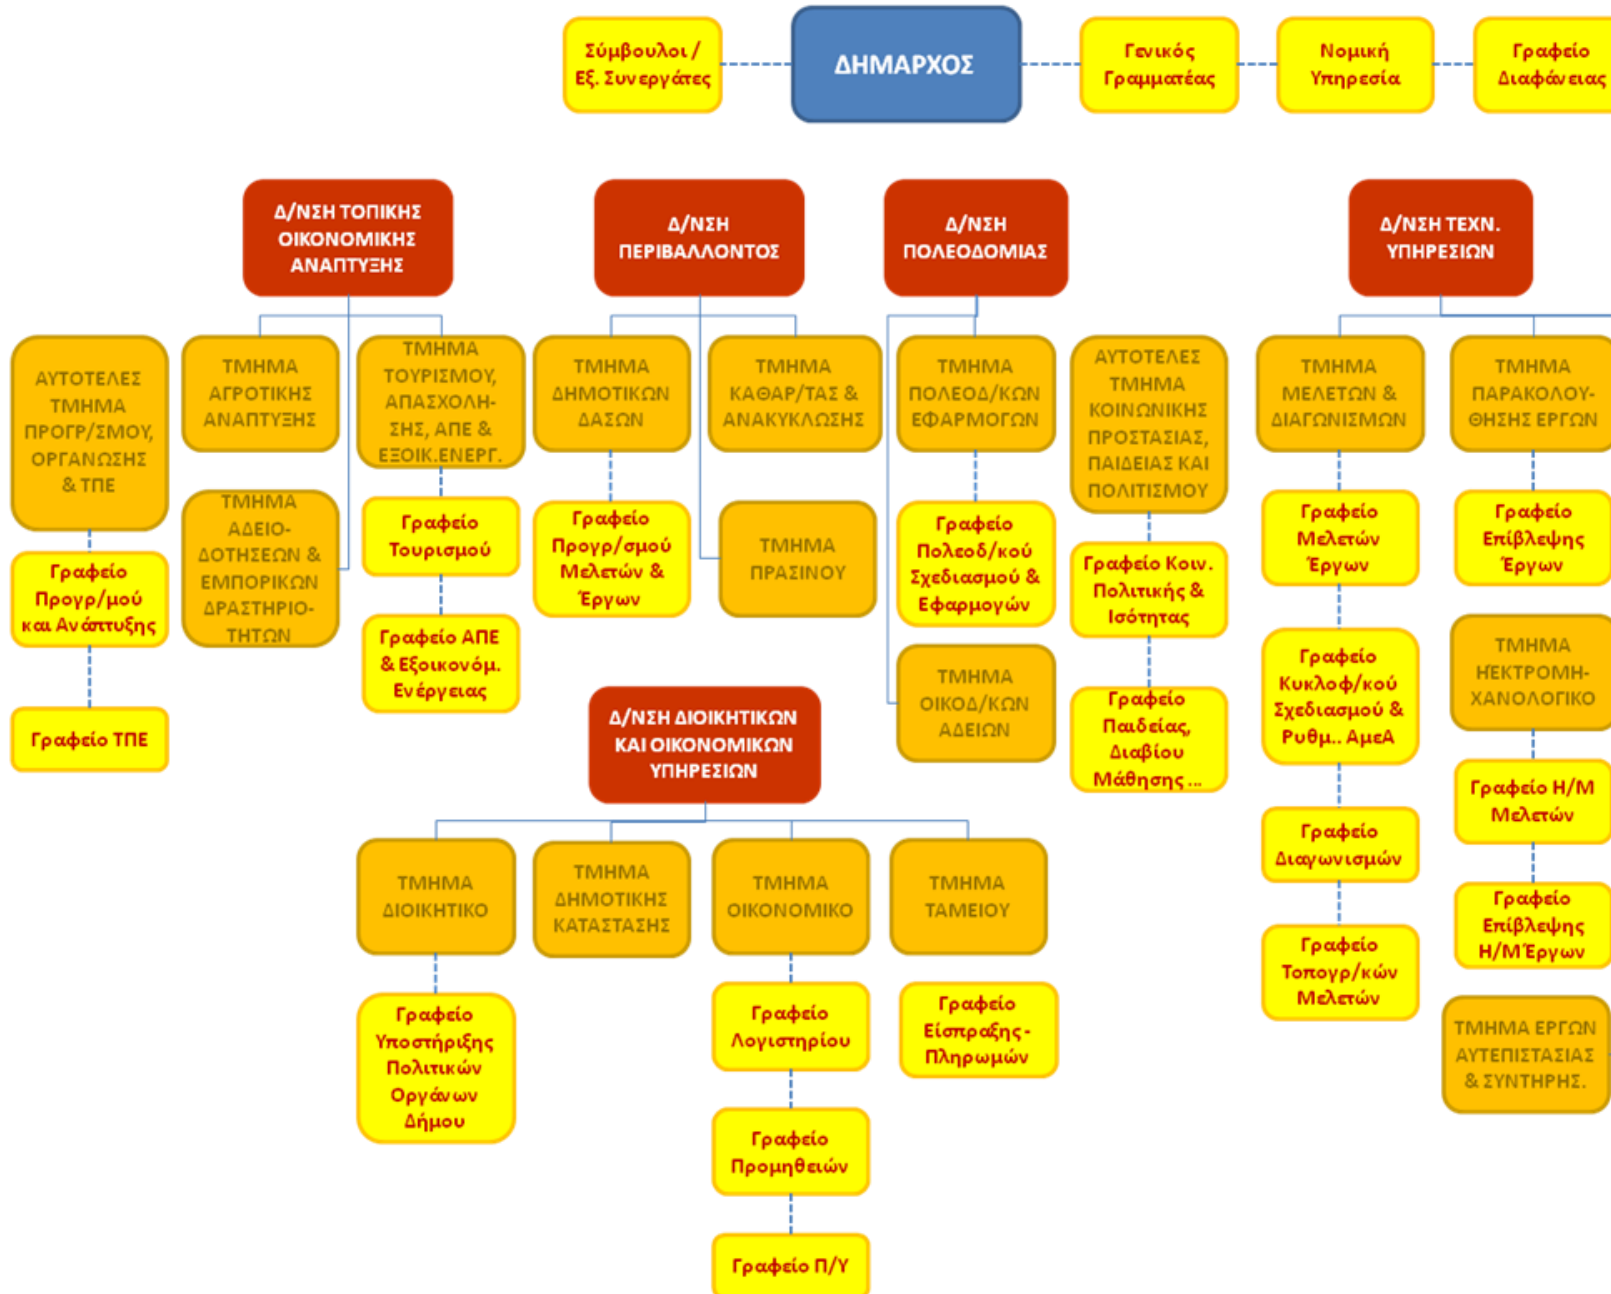 Σύμβουλοι /
Εξ. Συνεργάτες
ΔΗΜΑΡΧΟΣ
Γενικός
Γραμματέας
Νομική
Υπηρεσία
Γραφείο
Διαφάνειας
Δ/ΝΣΗ ΤΟΠΙΚΗΣ
ΟΙΚΟΝΟΜΙΚΗΣ
ΑΝΑΠΤΥΞΗΣ
Δ/ΝΣΗ
ΠΕΡΙΒΑΛΛΟΝΤΟΣ
Δ/ΝΣΗ
ΠΟΛΕΟΔΟΜΙΑΣ
Δ/ΝΣΗ ΤΕΧΝ.
ΥΠΗΡΕΣΙΩΝ
ΑΥΤΟΤΕΛΕΣ
ΤΜΗΜΑ
ΠΡΟΓΡ/ΣΜΟΥ,
ΟΡΓΑΝΩΣΗΣ
& ΤΠΕ
ΤΜΗΜΑ
ΑΓΡΟΤΙΚΗΣ
ΑΝΑΠΤΥΞΗΣ
ΤΜΗΜΑ
ΤΟΥΡΙΣΜΟΥ,
ΑΠΑΣΧΟΛΗ-
ΣΗΣ, ΑΠΕ &
ΕΞΟΙΚ.ΕΝΕΡΓ.
ΤΜΗΜΑ
ΔΗΜΟΤΙΚΩΝ
ΔΑΣΩΝ
ΤΜΗΜΑ
ΚΑΘΑΡ/ΤΑΣ &
ΑΝΑΚΥΚΛΩΣΗΣ
ΤΜΗΜΑ
ΠΟΛΕΟΔ/ΚΩΝ
ΕΦΑΡΜΟΓΩΝ
ΑΥΤΟΤΕΛΕΣ
ΤΜΗΜΑ
ΚΟΙΝΩΝΙΚΗΣ
ΠΡΟΣΤΑΣΙΑΣ,
ΠΑΙΔΕΙΑΣ ΚΑΙ
ΠΟΛΙΤΙΣΜΟΥ
ΤΜΗΜΑ
ΜΕΛΕΤΩΝ &
ΔΙΑΓΩΝΙΣΜΩΝ
ΤΜΗΜΑ
ΠΑΡΑΚΟΛΟΥ-
ΘΗΣΗΣ ΕΡΓΩΝ
Γραφείο
Προγρ/μού
και Ανάπτυξης
ΤΜΗΜΑ
ΑΔΕΙΟ-
ΔΟΤΗΣΕΩΝ &
ΕΜΠΟΡΙΚΩΝ
ΔΡΑΣΤΗΡΙΟ-
ΤΗΤΩΝ
Γραφείο
Τουρισμού
Γραφείο
Προγρ/σμού
Μελετών &
Έργων
ΤΜΗΜΑ
ΠΡΑΣΙΝΟΥ
Γραφείο
Πολεοδ/κού
Σχεδιασμού &
Εφαρμογών
Γραφείο Κοιν.
Πολιτικής &
Ισότητας
Γραφείο
Μελετών
Έργων
Γραφείο
Επίβλεψης
Έργων
Γραφείο ΤΠΕ
Γραφείο ΑΠΕ
& Εξοικονόμ.
Ενέργειας
ΤΜΗΜΑ
ΟΙΚΟΔ/ΚΩΝ
ΑΔΕΙΩΝ
Γραφείο
Παιδείας,
Διαβίου
Μάθησης ...
Γραφείο
Κυκλοφ/κού
Σχεδιασμού &
Ρυθμ.. ΑμεΑ
ΤΜΗΜΑ
ΗΈΚΤΡΟΜΗ-
ΧΑΝΟΛΟΓΙΚΟ
Δ/ΝΣΗ ΔΙΟΙΚΗΤΙΚΩΝ
ΚΑΙ ΟΙΚΟΝΟΜΙΚΩΝ
ΥΠΗΡΕΣΙΩΝ
Γραφείο Η/Μ
Μελετών
Γραφείο
Διαγωνισμών
ΤΜΗΜΑ
ΔΙΟΙΚΗΤΙΚΟ
ΤΜΗΜΑ
ΔΗΜΟΤΙΚΗΣ
ΚΑΤΑΣΤΑΣΗΣ
ΤΜΗΜΑ
ΟΙΚΟΝΟΜΙΚΟ
ΤΜΗΜΑ
ΤΑΜΕΙΟΥ
Γραφείο
Επίβλεψης
Η/Μ Έργων
Γραφείο
Τοπογρ/κών
Μελετών
Γραφείο
Υποστήριξης
Πολιτικών
Οργάνων
Δήμου
Γραφείο
Λογιστηρίου
Γραφείο
Είσπραξης -
Πληρωμών
ΤΜΗΜΑ ΕΡΓΩΝ
ΑΥΤΕΠΙΣΤΑΣΙΑΣ
& ΣΥΝΤΗΡΗΣ.
Γραφείο
Προμηθειών
Γραφείο Π/Υ